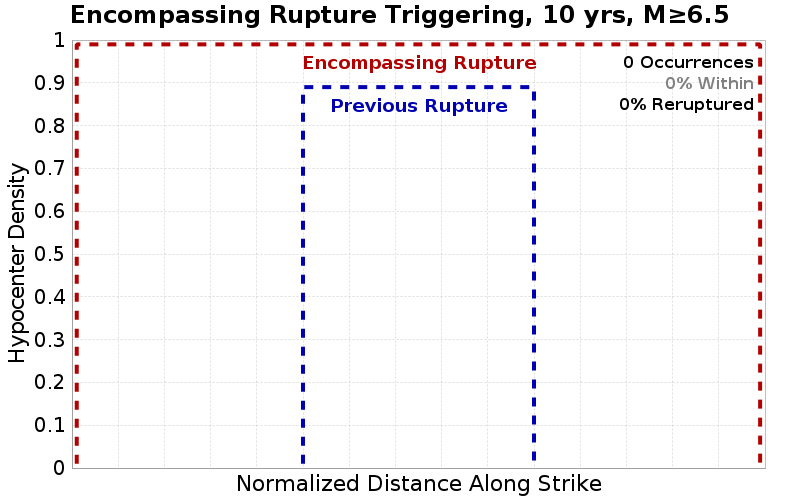 Encompassing Rupture Triggering, 10 yrs, M≥6.5
1
0.9
0.8
0.7
0.6
0.5
0.4
0.3
0.2
0.1
0
Hypocenter Density
Encompassing Rupture
Previous Rupture
0 Occurrences
0% Within
0% Reruptured
Normalized Distance Along Strike